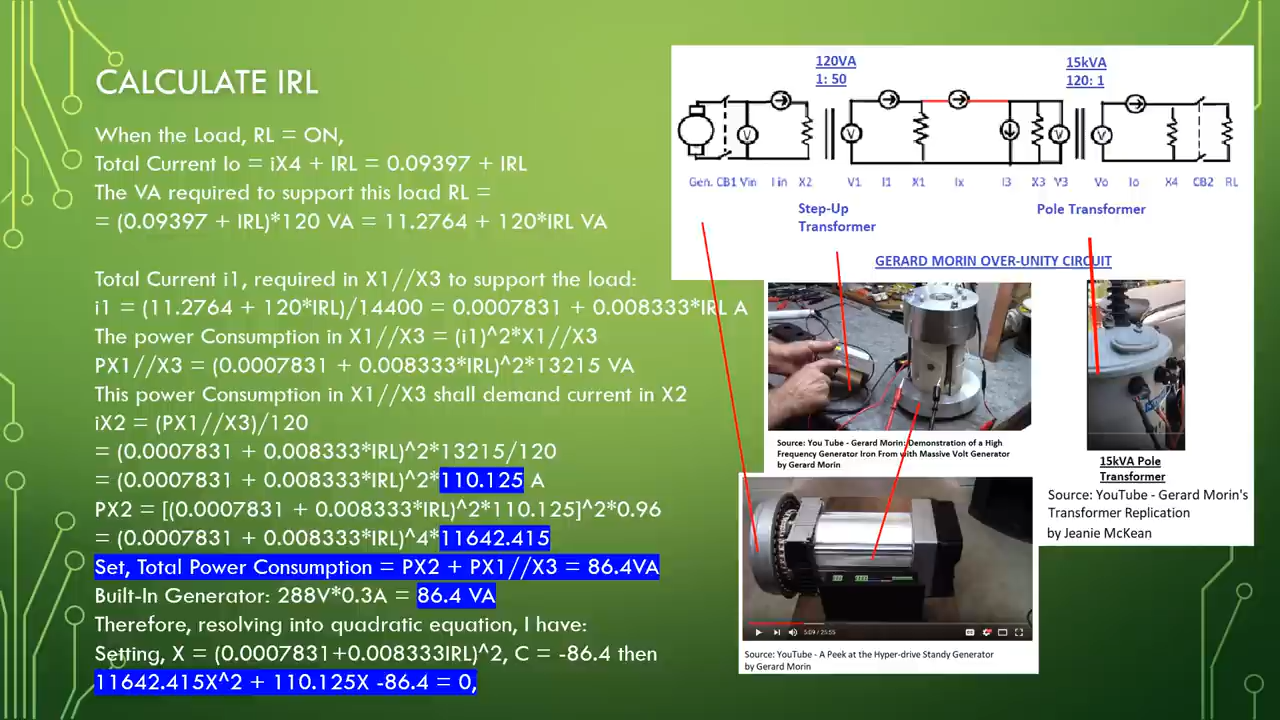 CALCULATE IRL
When the Load, RL = ON,
Total Current Io = iX4 + IRL = 0.09397 + IRL
The VA required to support this load RL =
= (0.09397 + IRL)*120 VA = 11.2764 + 120*IRL VA
Total Current i1, required in X1//X3 to support the load:
i1 = (11.2764 + 120*IRL)/14400 = 0.0007831 + 0.008333*IRL A
The power Consumption in X1//X3 = (i1)^2*X1//X3
PX1//X3 = (0.0007831 + 0.008333*IRL)^2*13215 VA
This power Consumption in X1//X3 shall demand current in X2
iX2 = (PX1//X3)/120
= (0.0007831 + 0.008333*IRL)^2*13215/120
= (0.0007831 + 0.008333*IRL)^2*110.125 A
PX2 = [(0.0007831 + 0.008333*IRL)^2*110.125]^2*0.96
= (0.0007831 + 0.008333*IRL)^4*11642.415
Set, Total Power Consumption = PX2 + PX1//X3 = 86.4VA
Built-In Generator: 288V*0.3A = 86.4 VA
Therefore, resolving into quadratic equation, I have:
Setting, X = (0.0007831+0.008333IRL)^2, C = -86.4 then
11642.415X^2 + 110.125X -86.4 = 0,
120VA
1: 50
15kVA
120: 1
V V V V
Gen. CB1 Vin I in X2 V1 I1 X1 Ix I3 X3 V3 Vo Io X4 CB2 RL
Step-Up
Transformer
Pole Transformer
GERARD MORIN OVER-UNITY CIRCUIT
Source: You Tube - Gerard Morin: Demonstration of a High
Frequency Generator Iron From with Massive Volt Generator
by Gerard Morin
15kVA Pole
Transformer
Source: YouTube - Gerard Morin's
Transformer Replication
by Jeanie McKean
5:09 / 25:55
Source: YouTube - A Peek at the Hyper-drive Standy Generator
by Gerard Morin